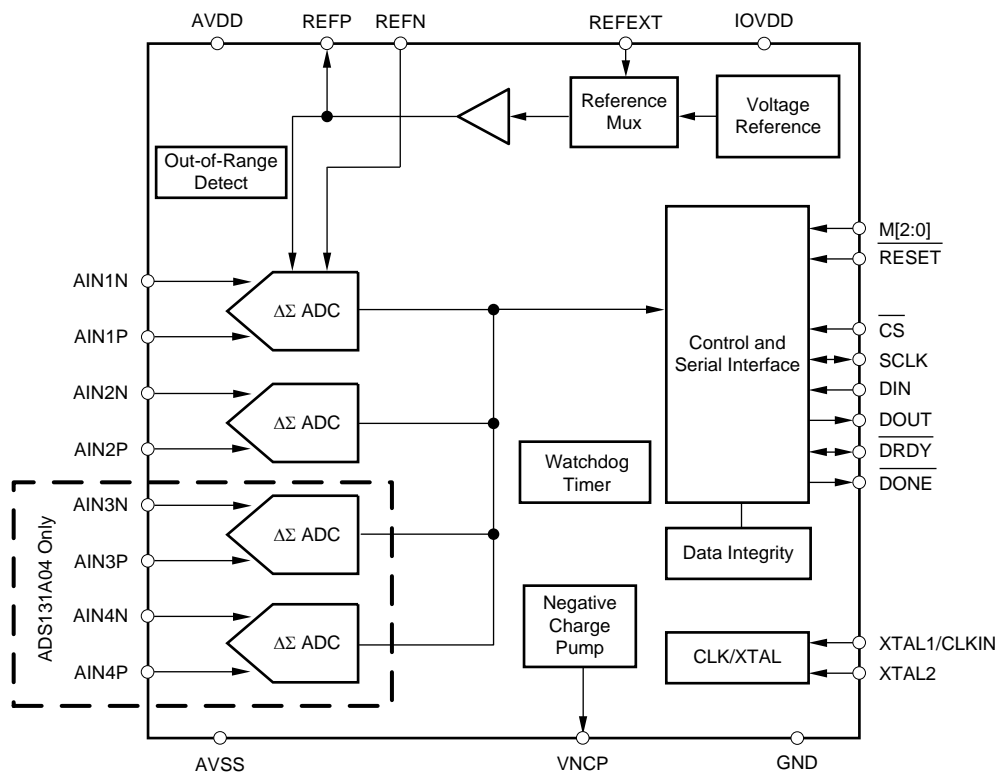 AVDD
REFP
REFN
REFEXT
IOVDD
Reference
Mux
Voltage
Reference
Out-of-Range
Detect
AIN1N
AIN1P
ΔΣ ADC
AIN2N
AIN2P
ΔΣ ADC
ADS131A04 Only
AIN3N
AIN3P
ΔΣ ADC
AIN4N
AIN4P
ΔΣ ADC
Control and
Serial Interface
M[2:0]
RESET
CS
SCLK
DIN
DOUT
DRDY
DONE
Watchdog
Timer
Data Integrity
Negative
Charge
Pump
CLK/XTAL
XTAL1/CLKIN
XTAL2
AVSS
VNCP
GND